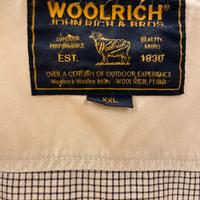 WOOLRICH
JOHN RICH & BROS.
SUPERIOR PERFORMANCE
Woolrich
QUALITY GOODS
EST. 1830
OVER A CENTURY OF OUTDOOR EXPERIENCE
Woolrich Woolen Mills · WOOLRICH, PENNA
XXL